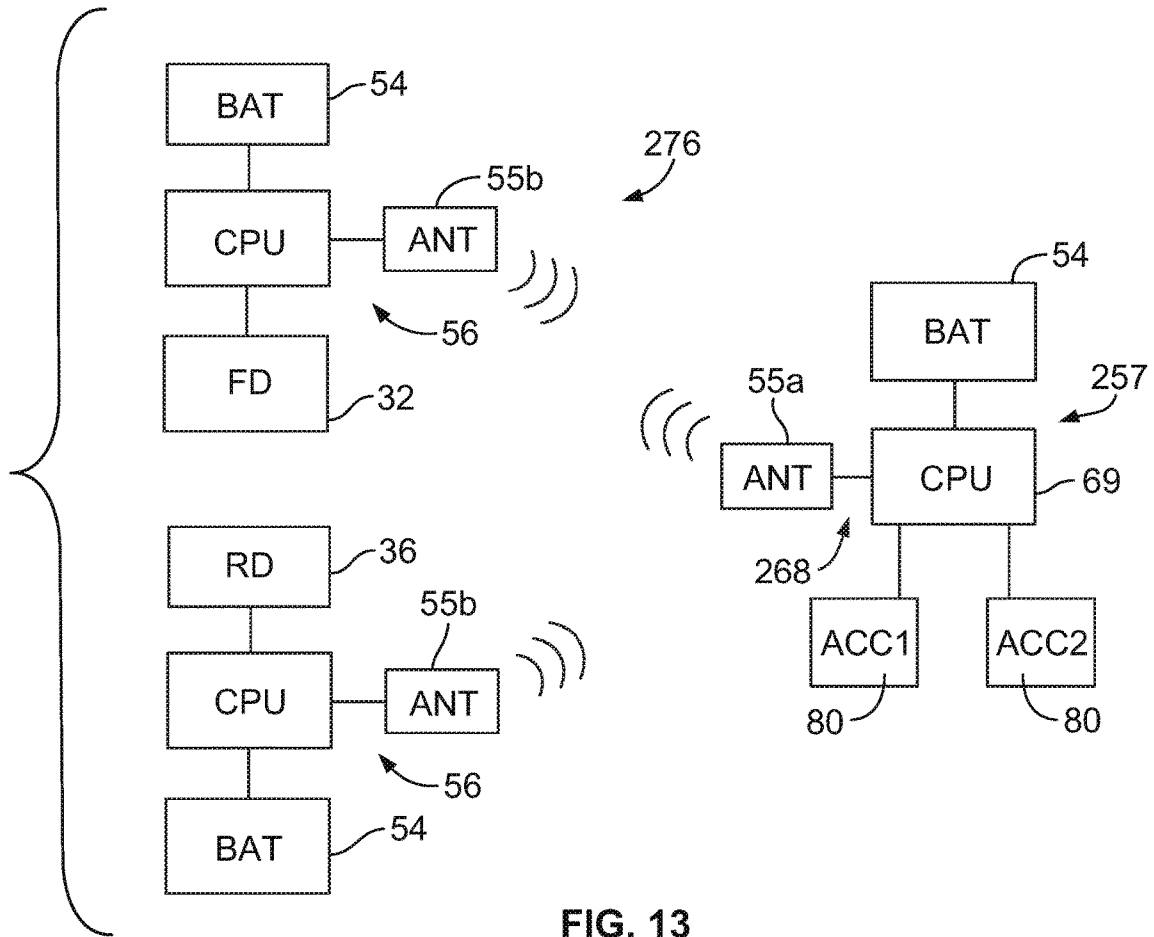 BAT
54
CPU
55b
ANT
56
FD
32
276
RD
36
CPU
55b
ANT
56
BAT
54
BAT
54
257
55a
ANT
CPU
69
268
ACC1
80
ACC2
80
FIG. 13